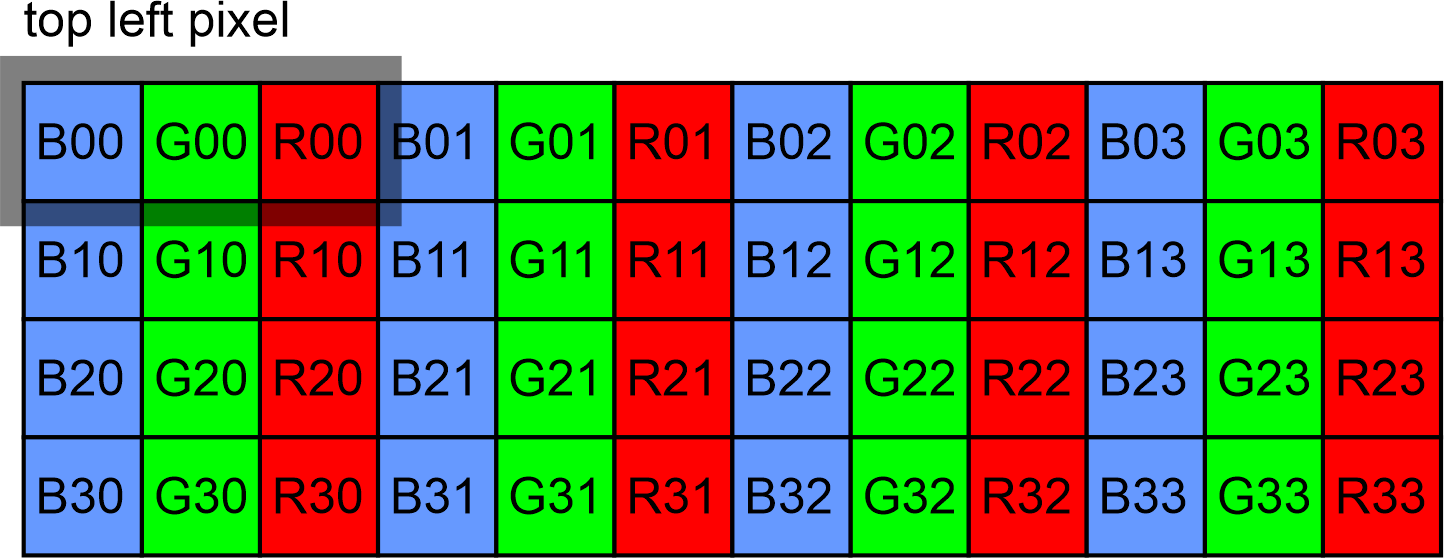 top left pixel
B00 G00 R00 B01 G01 R01 B02 G02 R02 B03 G03 R03
B10 G10 R10 B11 G11 R11 B12 G12 R12 B13 G13 R13
B20 G20 R20 B21 G21 R21 B22 G22 R22 B23 G23 R23
B30 G30 R30 B31 G31 R31 B32 G32 R32 B33 G33 R33